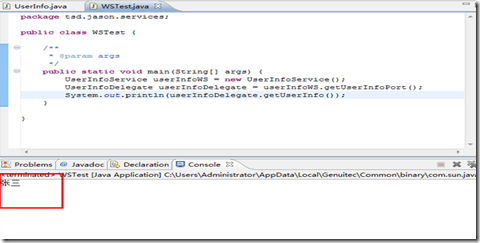 UserInfo.java WSTest.java
package tsd.jason.services;
public class WSTest {
/**
* @param args
*/
public static void main(String[] args) {
UserInfoService userInfoWS = new UserInfoService();
UserInfoDelegate userInfoDelegate = userInfoWS.getUserInfoPort();
System.out.println(userInfoDelegate.getUserInfo());
}
}
Problems @ Javadoc Declaration Console
<terminated> WSTest [Java Application] C:\Users\Administrator\AppData\Local\Genuitec\Common\binary\com.sun.java
张三